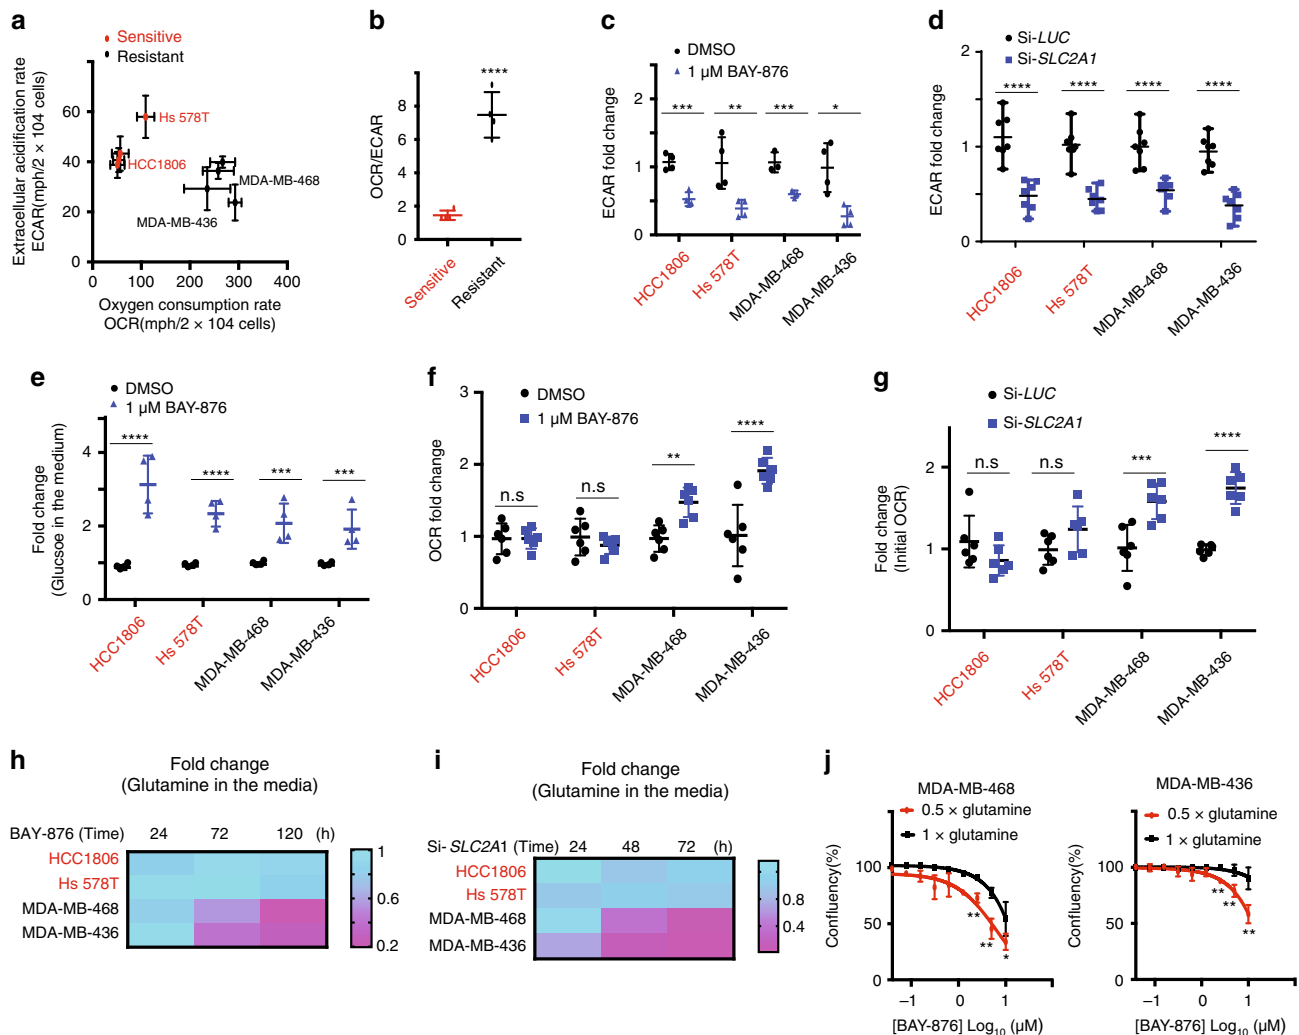 a
Sensitive
Resistant
Extracellular acidification rate
ECAR(mph/2 × 104 cells)
80
60
40
20
0
Hs 578T
HCC1806
MDA-MB-468
MDA-MB-436
0 100 200 300 400
Oxygen consumption rate
OCR(mph/2 × 104 cells)
b
OCR/ECAR
8
6
4
2
0
****
Sensitive
Resistant
c
DMSO
1 µM BAY-876
ECAR fold change
2
1.5
1.0
0.5
0
*** ** *** *
HCC1806
Hs 578T
MDA-MB-468
MDA-MB-436
d
Si-LUC
Si-SLC2A1
ECAR fold change
2
1
0
**** **** **** ****
HCC1806
Hs 578T
MDA-MB-468
MDA-MB-436
e
DMSO
1 µM BAY-876
Fold change
(Glucsoe in the medium)
4
2
0
**** **** *** ***
HCC1806
Hs 578T
MDA-MB-468
MDA-MB-436
f
DMSO
1 µM BAY-876
OCR fold change
3
2
1
0
n.s n.s ** ****
HCC1806
Hs 578T
MDA-MB-468
MDA-MB-436
g
Si-LUC
Si-SLC2A1
Fold change
(Initial OCR)
2
1
0
n.s n.s *** ****
HCC1806
Hs 578T
MDA-MB-468
MDA-MB-436
h
Fold change
(Glutamine in the media)
BAY-876 (Time) 24 72 120 (h)
HCC1806
Hs 578T
MDA-MB-468
MDA-MB-436
1
0.8
0.6
0.4
0.2
i
Fold change
(Glutamine in the media)
Si-SLC2A1 (Time) 24 48 72 (h)
HCC1806
Hs 578T
MDA-MB-468
MDA-MB-436
0.8
0.4
j
MDA-MB-468
0.5 × glutamine
1 × glutamine
Confluency(%)
100
50
0
**
**
*
−1 0 1
[BAY-876] Log10 (µM)
MDA-MB-436
0.5 × glutamine
1 × glutamine
Confluency(%)
100
50
0
**
**
**
−1 0 1
[BAY-876] Log10 (µM)